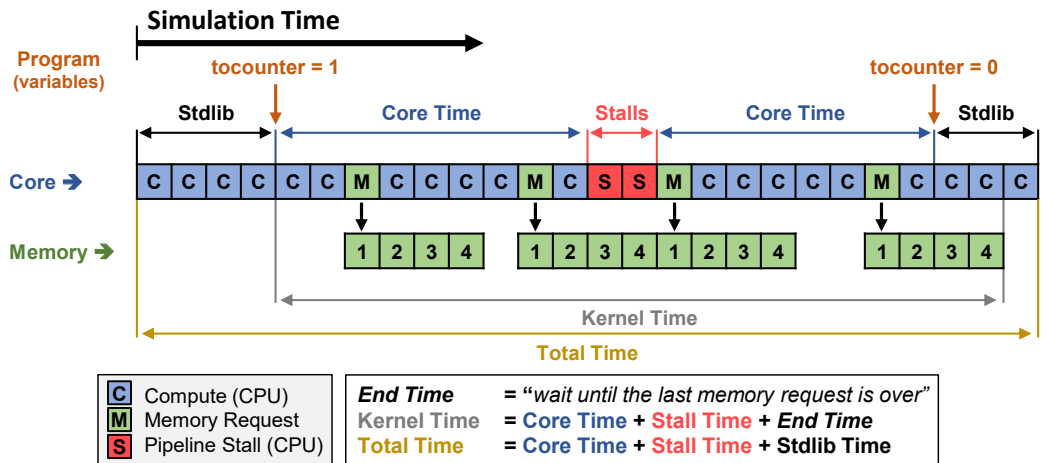 Simulation Time
Program
(variables)
tocounter = 1
tocounter = 0
Stdlib
Core Time
Stalls
Core Time
Stdlib
Core ➔ C C C C C C M C C C C M C S S M C C C C C M C C C C
Memory ➔ 1 2 3 4 1 2 3 4 1 2 3 4 1 2 3 4
Kernel Time
Total Time
C Compute (CPU)
M Memory Request
S Pipeline Stall (CPU)
End Time = “wait until the last memory request is over”
Kernel Time = Core Time + Stall Time + End Time
Total Time = Core Time + Stall Time + Stdlib Time